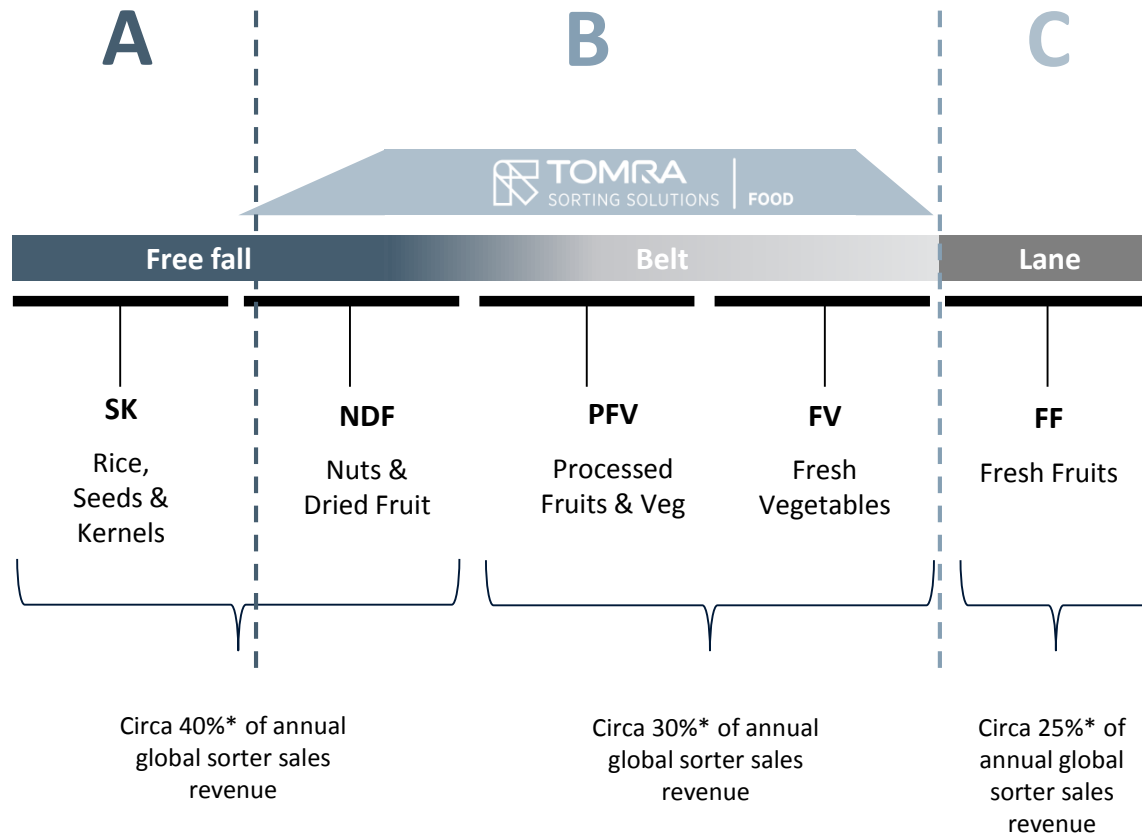 A
B
C
TOMRA
SORTING SOLUTIONS
FOOD
Free fall
Belt
Lane
SK
Rice,
Seeds &
Kernels
NDF
Nuts &
Dried Fruit
PFV
Processed
Fruits & Veg
FV
Fresh
Vegetables
FF
Fresh Fruits
Circa 40%* of annual
global sorter sales
revenue
Circa 30%* of annual
global sorter sales
revenue
Circa 25%* of
annual global
sorter sales
revenue